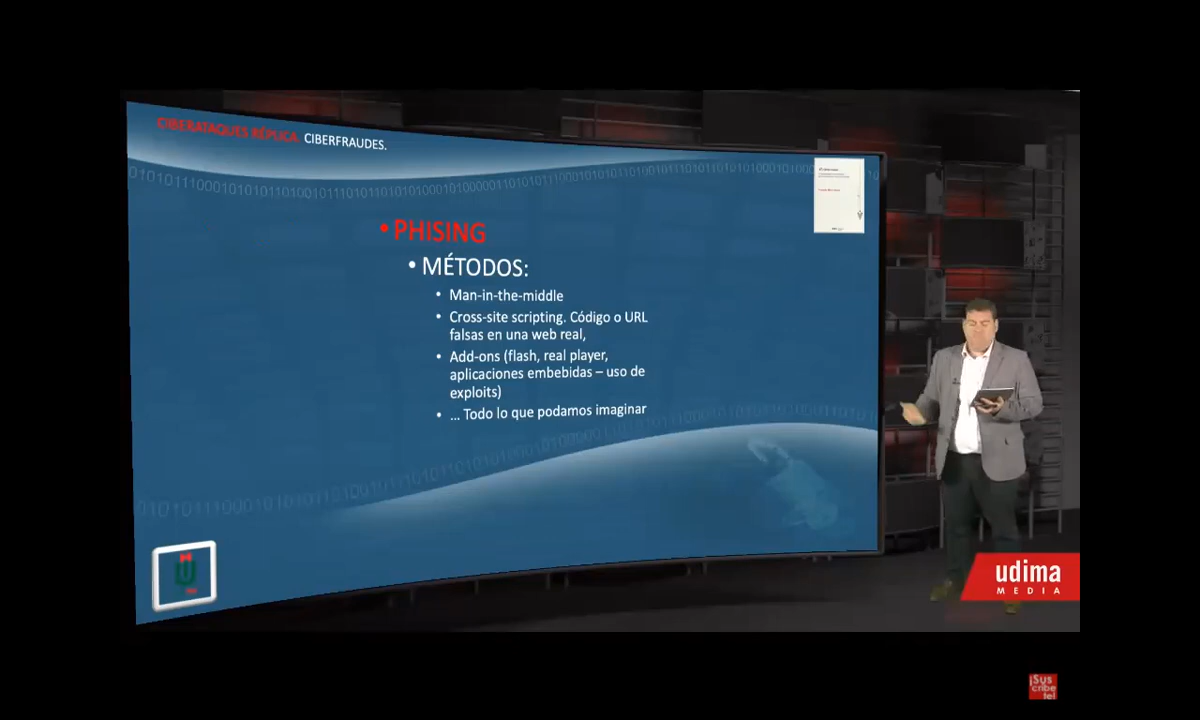 CIBERATAQUES RÉPLICA. CIBERFRAUDES.
• PHISING
• MÉTODOS:
• Man-in-the-middle
• Cross-site scripting. Código o URL
falsas en una web real,
• Add-ons (flash, real player,
aplicaciones embebidas – uso de
exploits)
• ... Todo lo que podamos imaginar
udima
MEDIA
¡Sus
cribe
te!